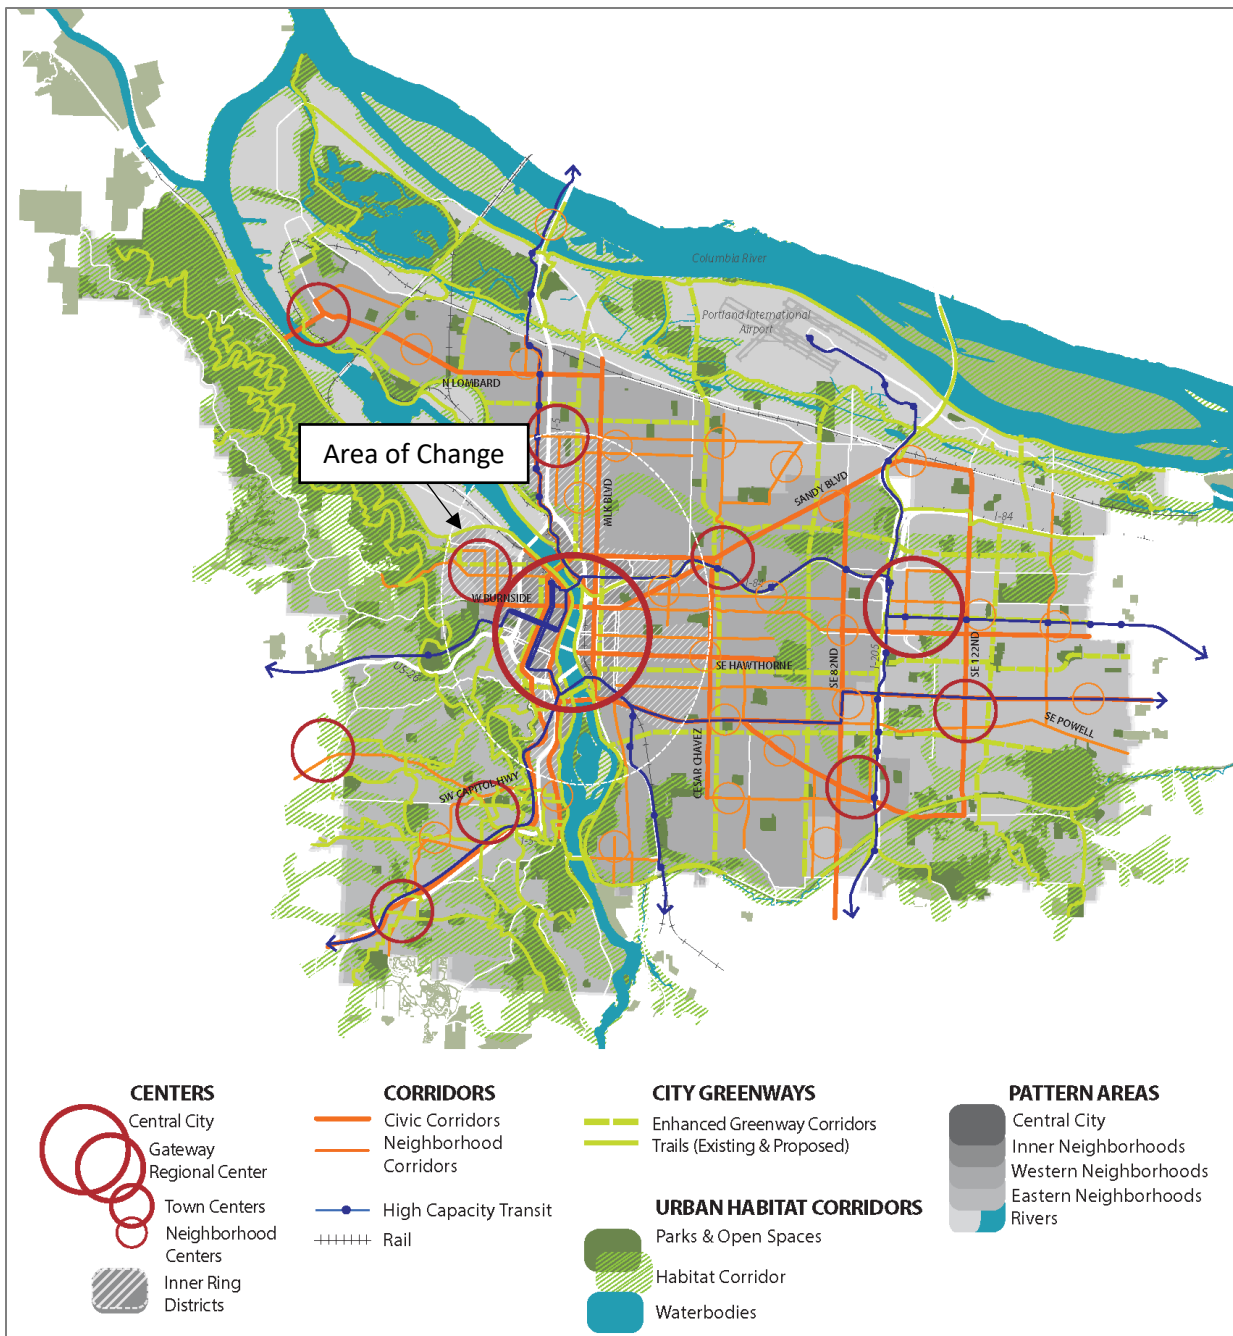 Columbia River
Portland International
Airport
N LOMBARD
I-5
Area of Change
MLK BLVD
SANDY BLVD
I-84
I-84
W BURNSIDE
US-26
SE HAWTHORNE
SE 82ND
I-205
SE 122ND
SE POWELL
CESAR CHAVEZ
SW CAPITOL HWY
I-5
CENTERS
Central City
Gateway
Regional Center
Town Centers
Neighborhood
Centers
Inner Ring
Districts
CORRIDORS
Civic Corridors
Neighborhood
Corridors
High Capacity Transit
Rail
CITY GREENWAYS
Enhanced Greenway Corridors
Trails (Existing & Proposed)
URBAN HABITAT CORRIDORS
Parks & Open Spaces
Habitat Corridor
Waterbodies
PATTERN AREAS
Central City
Inner Neighborhoods
Western Neighborhoods
Eastern Neighborhoods
Rivers